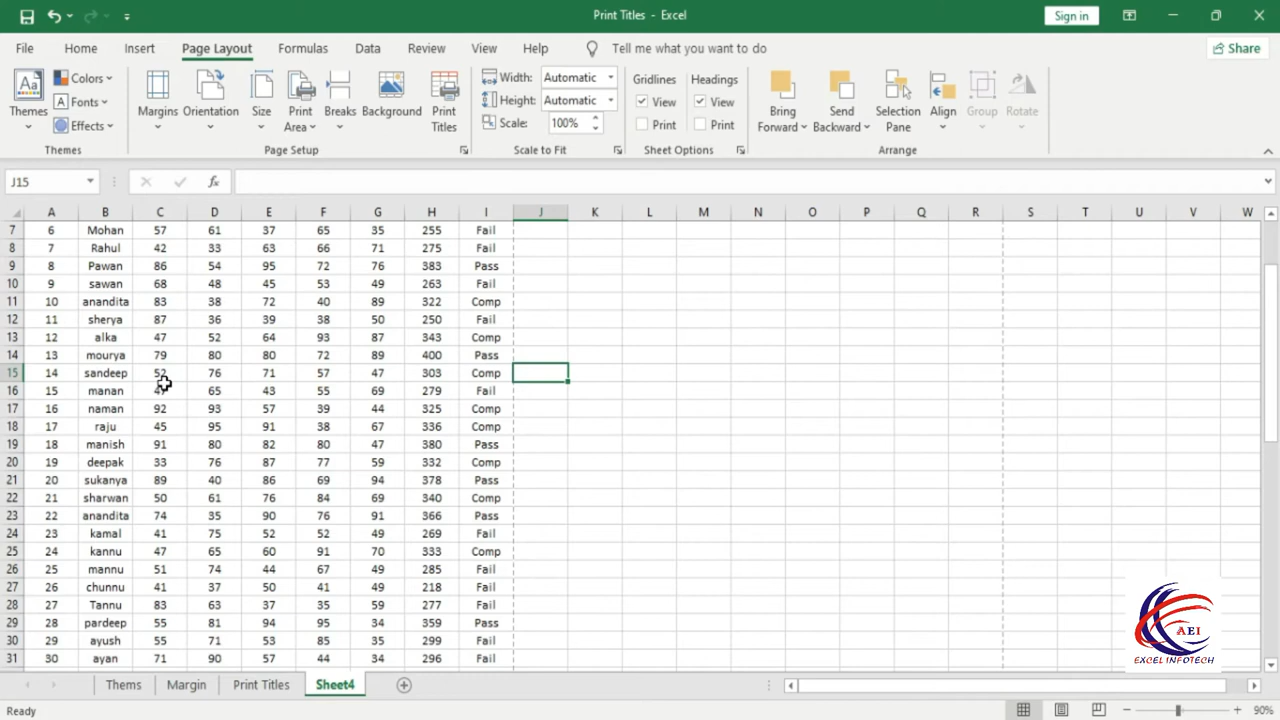 Print Titles - Excel
Sign in
File Home Insert Page Layout Formulas Data Review View Help Tell me what you want to do Share
Colors
Fonts
Effects
Themes
Margins Orientation Size Print Area Breaks Background Print Titles
Width: Automatic
Height: Automatic
Scale: 100%
Gridlines Headings
View View
Print Print
Bring Forward Send Backward Selection Pane Align Group Rotate
Themes Page Setup Scale to Fit Sheet Options Arrange
J15 fx
A B C D E F G H I J K L M N O P Q R S T U V W
7 6 Mohan 57 61 37 65 35 255 Fail
8 7 Rahul 42 33 63 66 71 275 Fail
9 8 Pawan 86 54 95 72 76 383 Pass
10 9 sawan 68 48 45 53 49 263 Fail
11 10 anandita 83 38 72 40 89 322 Comp
12 11 sherya 87 36 39 38 50 250 Fail
13 12 alka 47 52 64 93 87 343 Comp
14 13 mourya 79 80 80 72 89 400 Pass
15 14 sandeep 52 76 71 57 47 303 Comp
16 15 manan 47 65 43 55 69 279 Fail
17 16 naman 92 93 57 39 44 325 Comp
18 17 raju 45 95 91 38 67 336 Comp
19 18 manish 91 80 82 80 47 380 Pass
20 19 deepak 33 76 87 77 59 332 Comp
21 20 sukanya 89 40 86 69 94 378 Pass
22 21 sharwan 50 61 76 84 69 340 Comp
23 22 anandita 74 35 90 76 91 366 Pass
24 23 kamal 41 75 52 52 49 269 Fail
25 24 kannu 47 65 60 91 70 333 Comp
26 25 mannu 51 74 44 67 49 285 Fail
27 26 chunnu 41 37 50 41 49 218 Fail
28 27 Tannu 83 63 37 35 59 277 Fail
29 28 pardeep 55 81 94 95 34 359 Pass
30 29 ayush 55 71 53 85 35 299 Fail
31 30 ayan 71 90 57 44 34 296 Fail
AEI
EXCEL INFOTECH
Thems Margin Print Titles Sheet4
Ready 90%